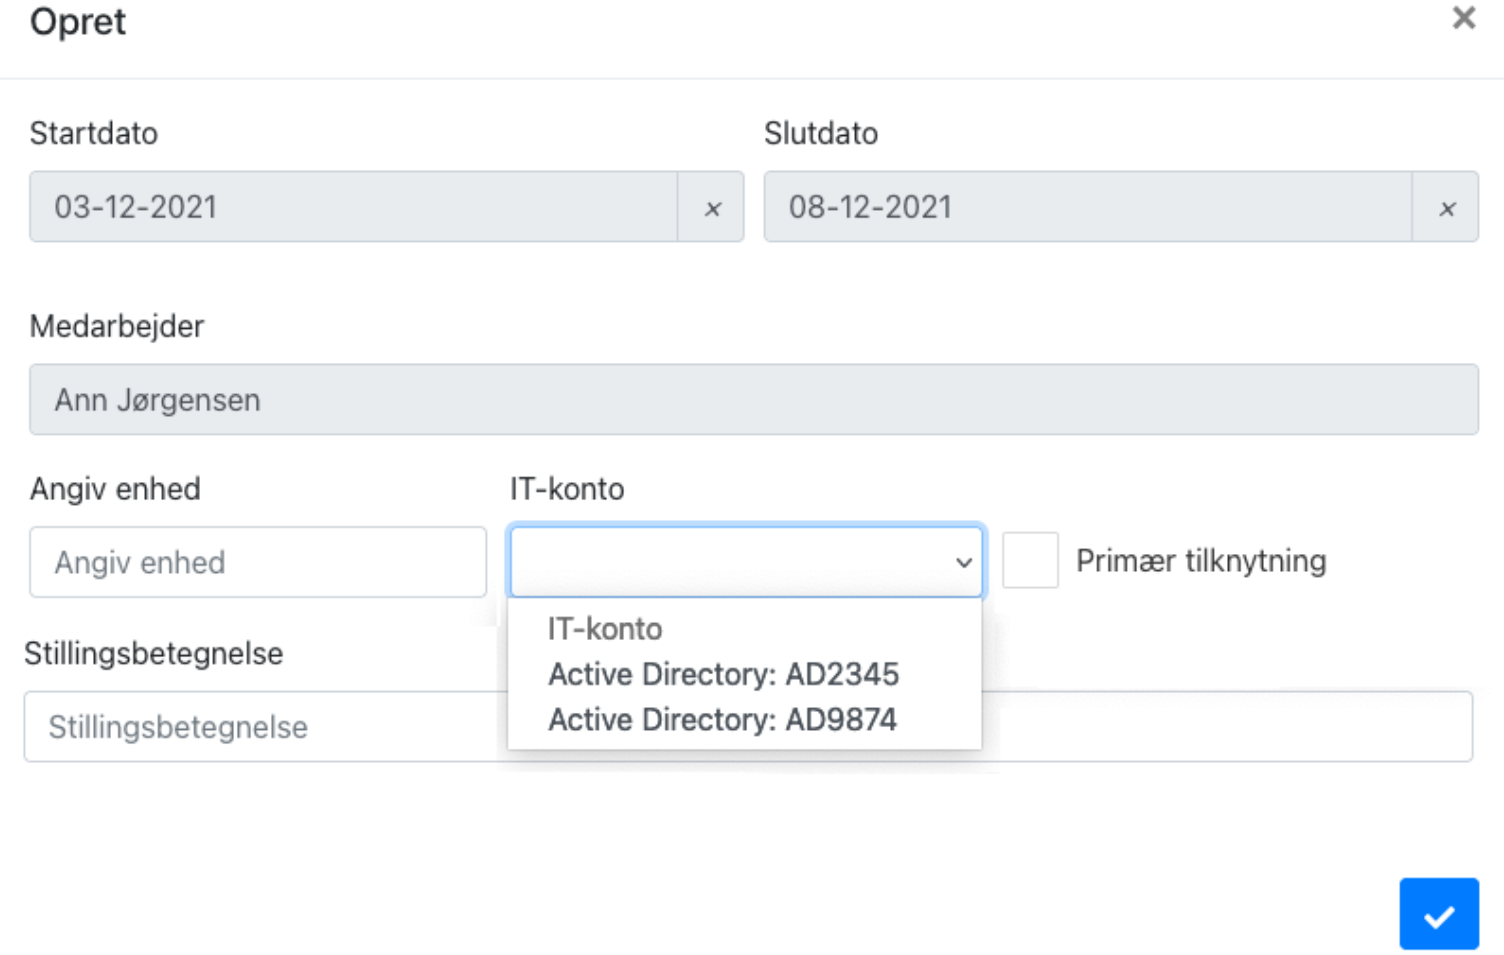 Opret
Startdato
Slutdato
03-12-2021
08-12-2021
Medarbejder
Ann Jørgensen
Angiv enhed
IT-konto
Angiv enhed
Primær tilknytning
IT-konto
Active Directory: AD2345
Active Directory: AD9874
Stillingsbetegnelse
Stillingsbetegnelse